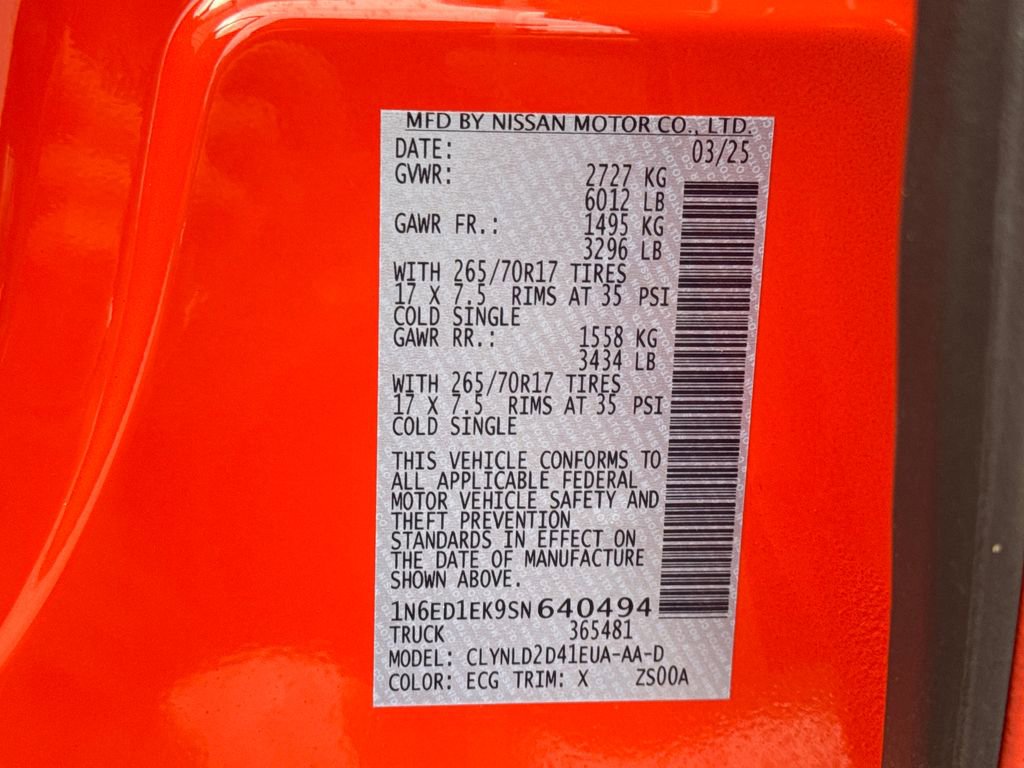 MFD BY NISSAN MOTOR CO., LTD.
DATE: 03/25
GVWR: 2727 KG
6012 LB
GAWR FR.: 1495 KG
3296 LB
WITH 265/70R17 TIRES
17 X 7.5 RIMS AT 35 PSI
COLD SINGLE
GAWR RR.: 1558 KG
3434 LB
WITH 265/70R17 TIRES
17 X 7.5 RIMS AT 35 PSI
COLD SINGLE
THIS VEHICLE CONFORMS TO
ALL APPLICABLE FEDERAL
MOTOR VEHICLE SAFETY AND
THEFT PREVENTION
STANDARDS IN EFFECT ON
THE DATE OF MANUFACTURE
SHOWN ABOVE.
1N6ED1EK9SN640494
TRUCK 365481
MODEL: CLYNLD2D41EUA-AA-D
COLOR: ECG TRIM: X ZS00A